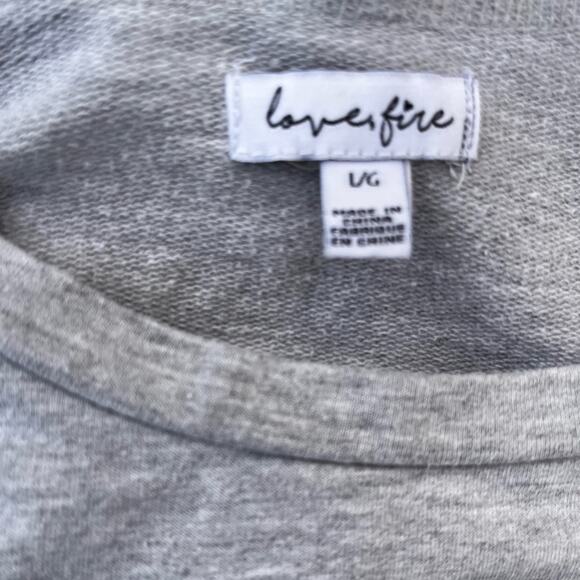 love, fire
L/G
MADE IN
CHINA
FABRIQUE
EN CHINE